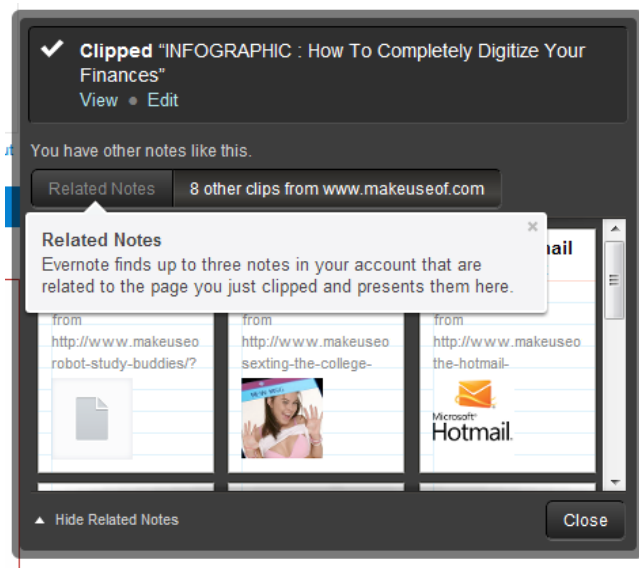 Clipped “INFOGRAPHIC : How To Completely Digitize Your
Finances”
View ● Edit
You have other notes like this.
Related Notes
8 other clips from www.makeuseof.com
Related Notes
Evernote finds up to three notes in your account that are
related to the page you just clipped and presents them here.
from
http://www.makeuseo
robot-study-buddies/?
from
http://www.makeuseo
sexting-the-college-
from
http://www.makeuseo
the-hotmail-
Microsoft
Hotmail
Hide Related Notes
Close